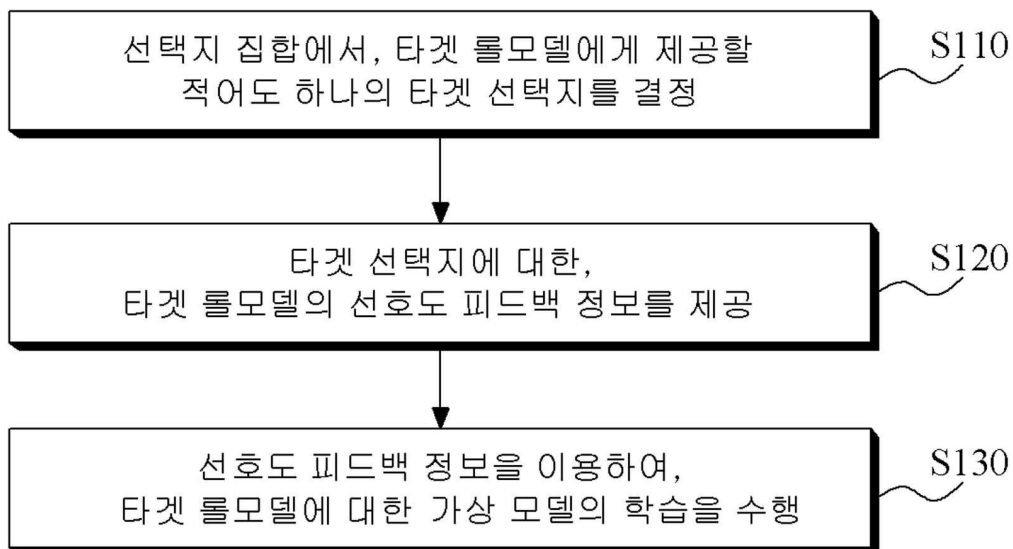 선택지 집합에서, 타겟 롤모델에게 제공할
적어도 하나의 타겟 선택지를 결정
S110
타겟 선택지에 대한,
타겟 롤모델의 선호도 피드백 정보를 제공
S120
선호도 피드백 정보을 이용하여,
타겟 롤모델에 대한 가상 모델의 학습을 수행
S130